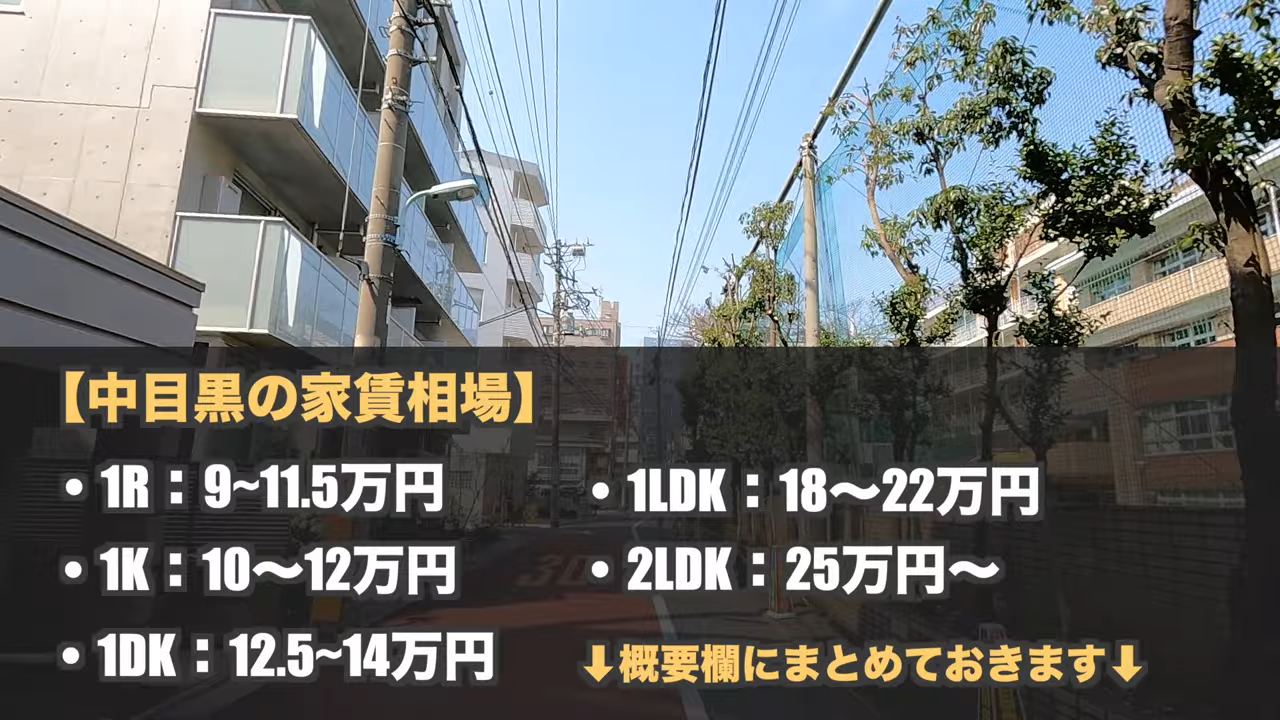 【中目黒の家賃相場】
• 1R：9~11.5万円
• 1K：10〜12万円
• 1DK：12.5~14万円
• 1LDK：18〜22万円
• 2LDK：25万円〜
⬇概要欄にまとめておきます⬇
30